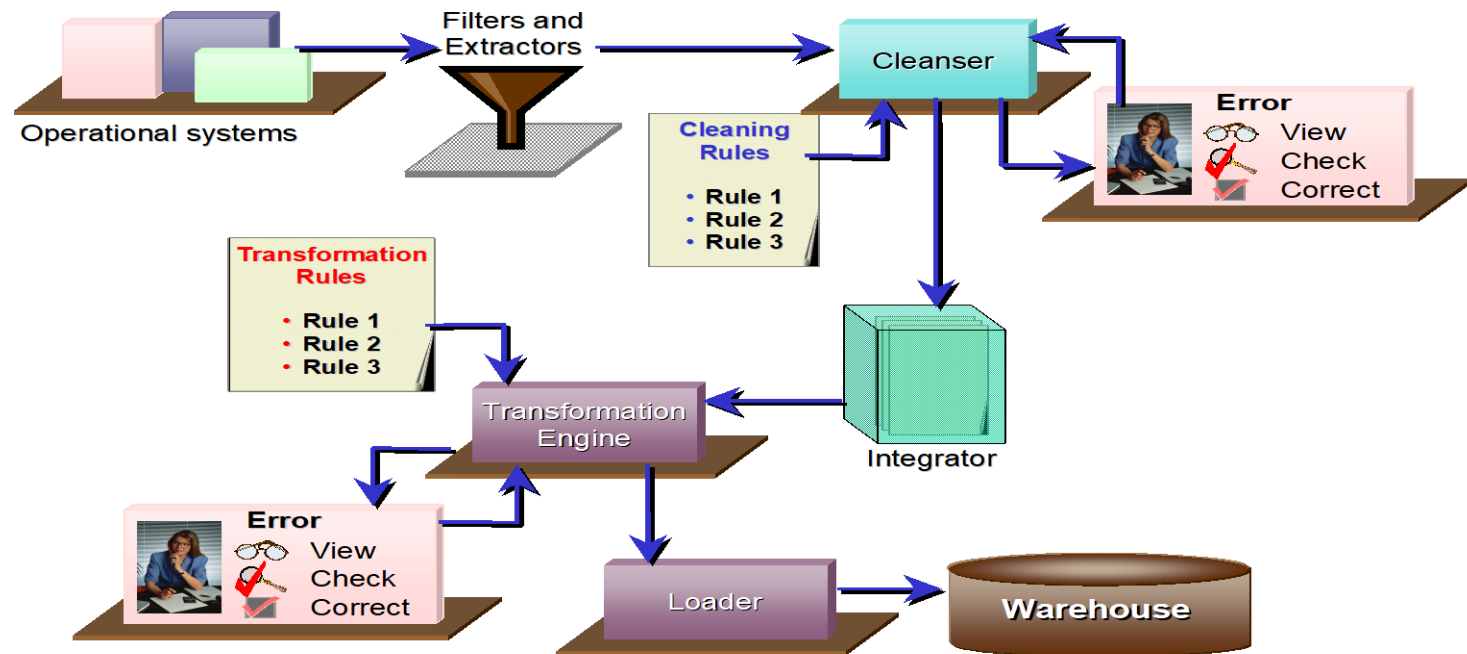 Filters and
Extractors
Operational systems
Cleanser
Error
View
Check
Correct
Cleaning
Rules
• Rule 1
• Rule 2
• Rule 3
Transformation
Rules
• Rule 1
• Rule 2
• Rule 3
Transformation
Engine
Integrator
Error
View
Check
Correct
Loader
Warehouse